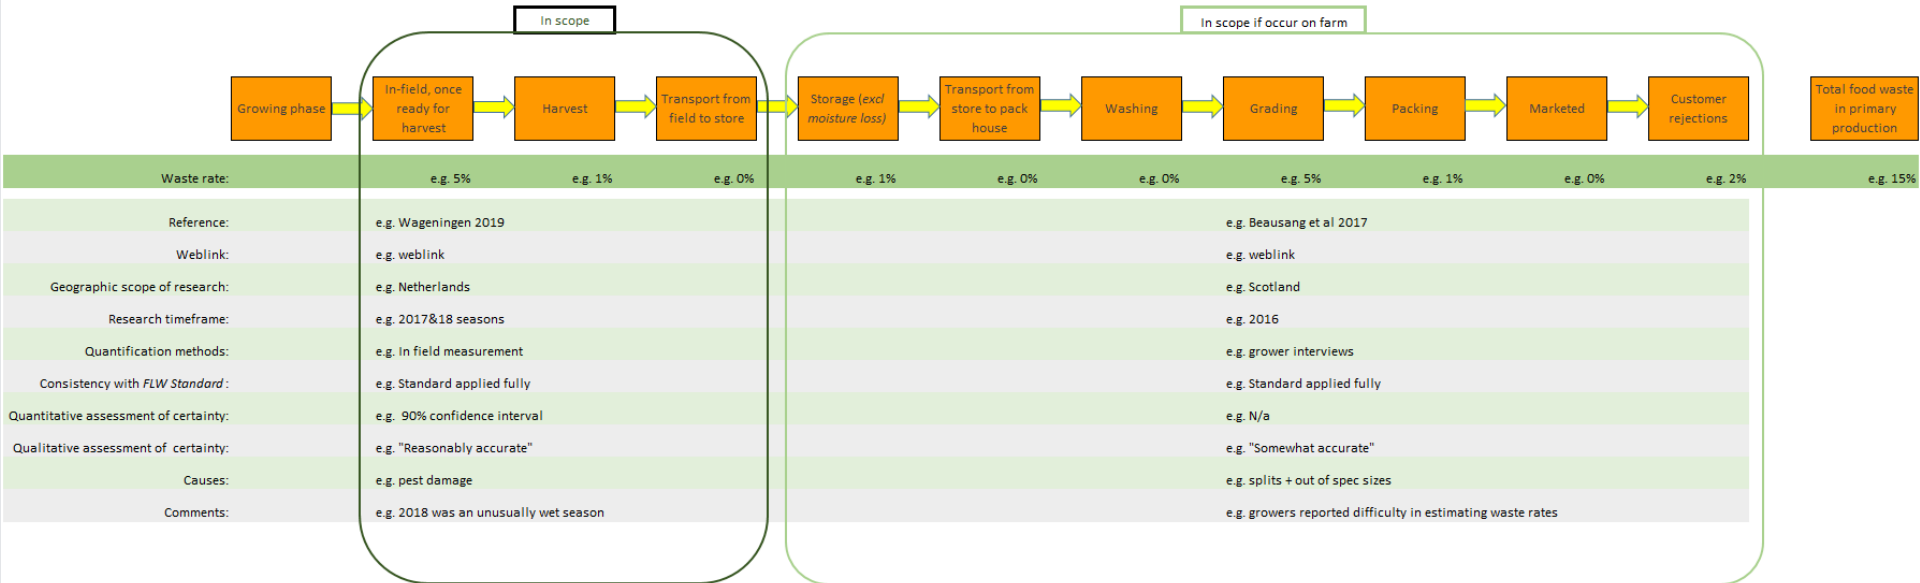 In scope
In scope if occur on farm
Growing phase
In-field, once
ready for
harvest
Harvest
Transport from
field to store
Storage (excl
moisture loss)
Transport from
store to pack
house
Washing
Grading
Packing
Marketed
Customer
rejections
Total food waste
in primary
production
Waste rate: e.g. 5% e.g. 1% e.g. 0% e.g. 1% e.g. 0% e.g. 0% e.g. 5% e.g. 1% e.g. 0% e.g. 2% e.g. 15%
Reference: e.g. Wageningen 2019 e.g. Beausang et al 2017
Weblink: e.g. weblink e.g. weblink
Geographic scope of research: e.g. Netherlands e.g. Scotland
Research timeframe: e.g. 2017&18 seasons e.g. 2016
Quantification methods: e.g. In field measurement e.g. grower interviews
Consistency with FLW Standard : e.g. Standard applied fully e.g. Standard applied fully
Quantitative assessment of certainty: e.g. 90% confidence interval e.g. N/a
Qualitative assessment of certainty: e.g. "Reasonably accurate" e.g. "Somewhat accurate"
Causes: e.g. pest damage e.g. splits + out of spec sizes
Comments: e.g. 2018 was an unusually wet season e.g. growers reported difficulty in estimating waste rates